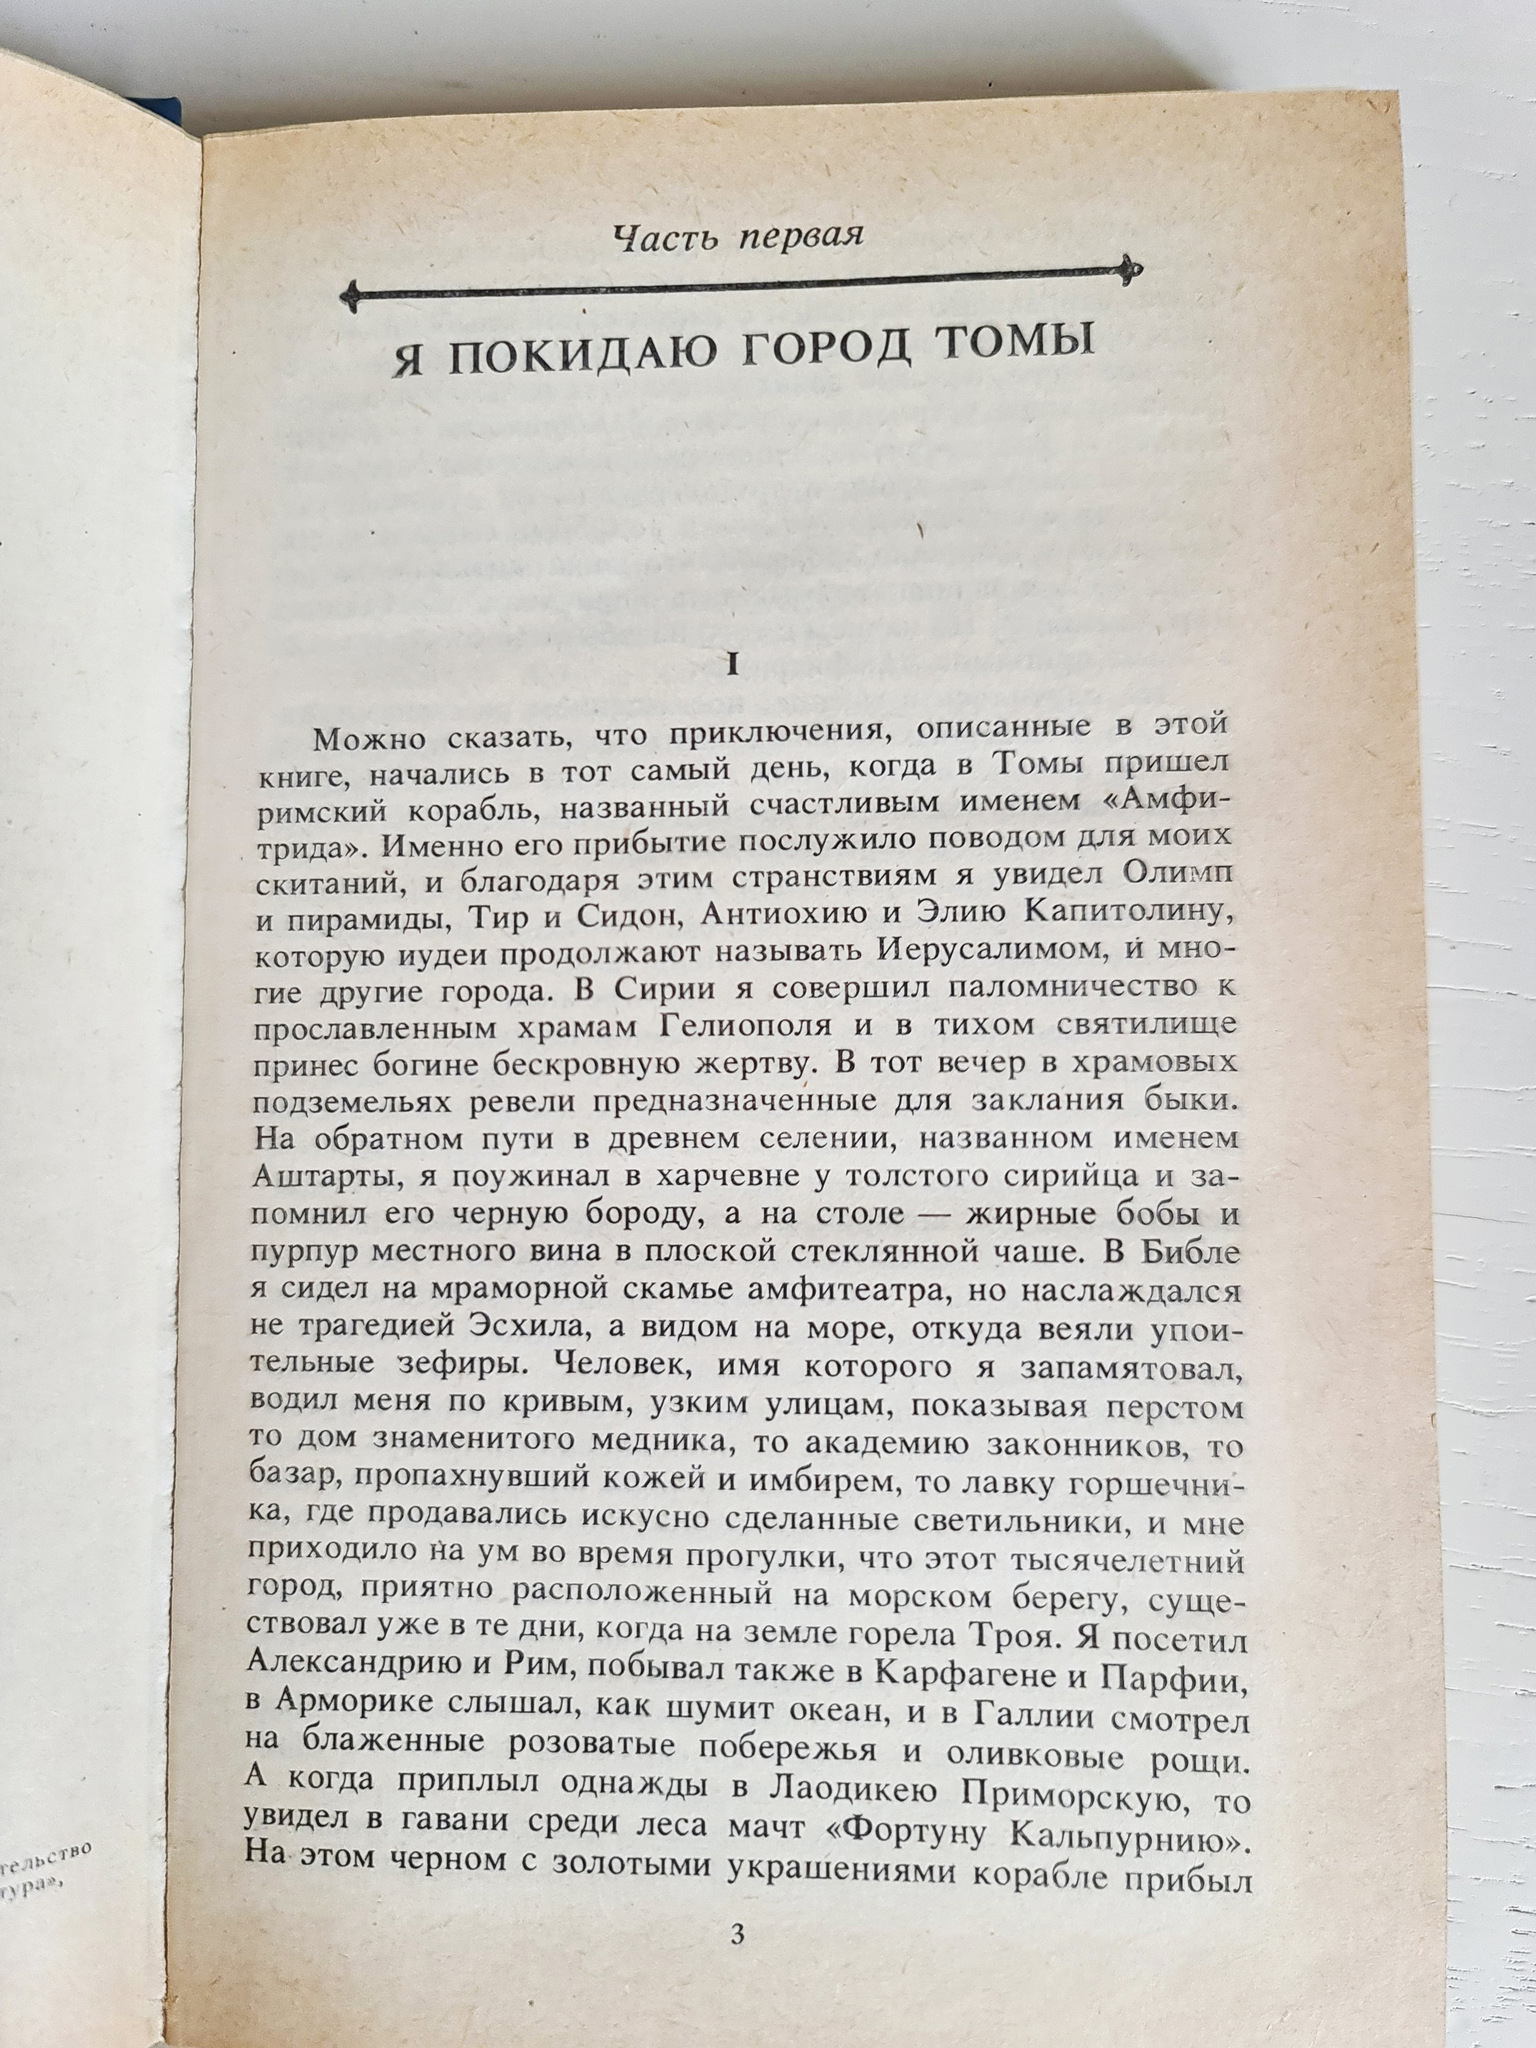 Часть первая
Я ПОКИДАЮ ГОРОД ТОМЫ
I
Можно сказать, что приключения, описанные в этой
книге, начались в тот самый день, когда в Томы пришел
римский корабль, названный счастливым именем «Амфи-
трида». Именно его прибытие послужило поводом для моих
скитаний, и благодаря этим странствиям я увидел Олимп
и пирамиды, Тир и Сидон, Антиохию и Элию Капитолину,
которую иудеи продолжают называть Иерусалимом, и мно-
гие другие города. В Сирии я совершил паломничество к
прославленным храмам Гелиополя и в тихом святилище
принес богине бескровную жертву. В тот вечер в храмовых
подземельях ревели предназначенные для заклания быки.
На обратном пути в древнем селении, названном именем
Аштарты, я поужинал в харчевне у толстого сирийца и за-
помнил его черную бороду, а на столе — жирные бобы и
пурпур местного вина в плоской стеклянной чаше. В Библе
я сидел на мраморной скамье амфитеатра, но наслаждался
не трагедией Эсхила, а видом на море, откуда веяли упои-
тельные зефиры. Человек, имя которого я запамятовал,
водил меня по кривым, узким улицам, показывая перстом
то дом знаменитого медника, то академию законников, то
базар, пропахнувший кожей и имбирем, то лавку горшечни-
ка, где продавались искусно сделанные светильники, и мне
приходило на ум во время прогулки, что этот тысячелетний
город, приятно расположенный на морском берегу, суще-
ствовал уже в те дни, когда на земле горела Троя. Я посетил
Александрию и Рим, побывал также в Карфагене и Парфии,
в Арморике слышал, как шумит океан, и в Галлии смотрел
на блаженные розоватые побережья и оливковые рощи.
А когда приплыл однажды в Лаодикею Приморскую, то
увидел в гавани среди леса мачт «Фортуну Кальпурнию».
На этом черном с золотыми украшениями корабле прибыл
3
тельство
тура»,